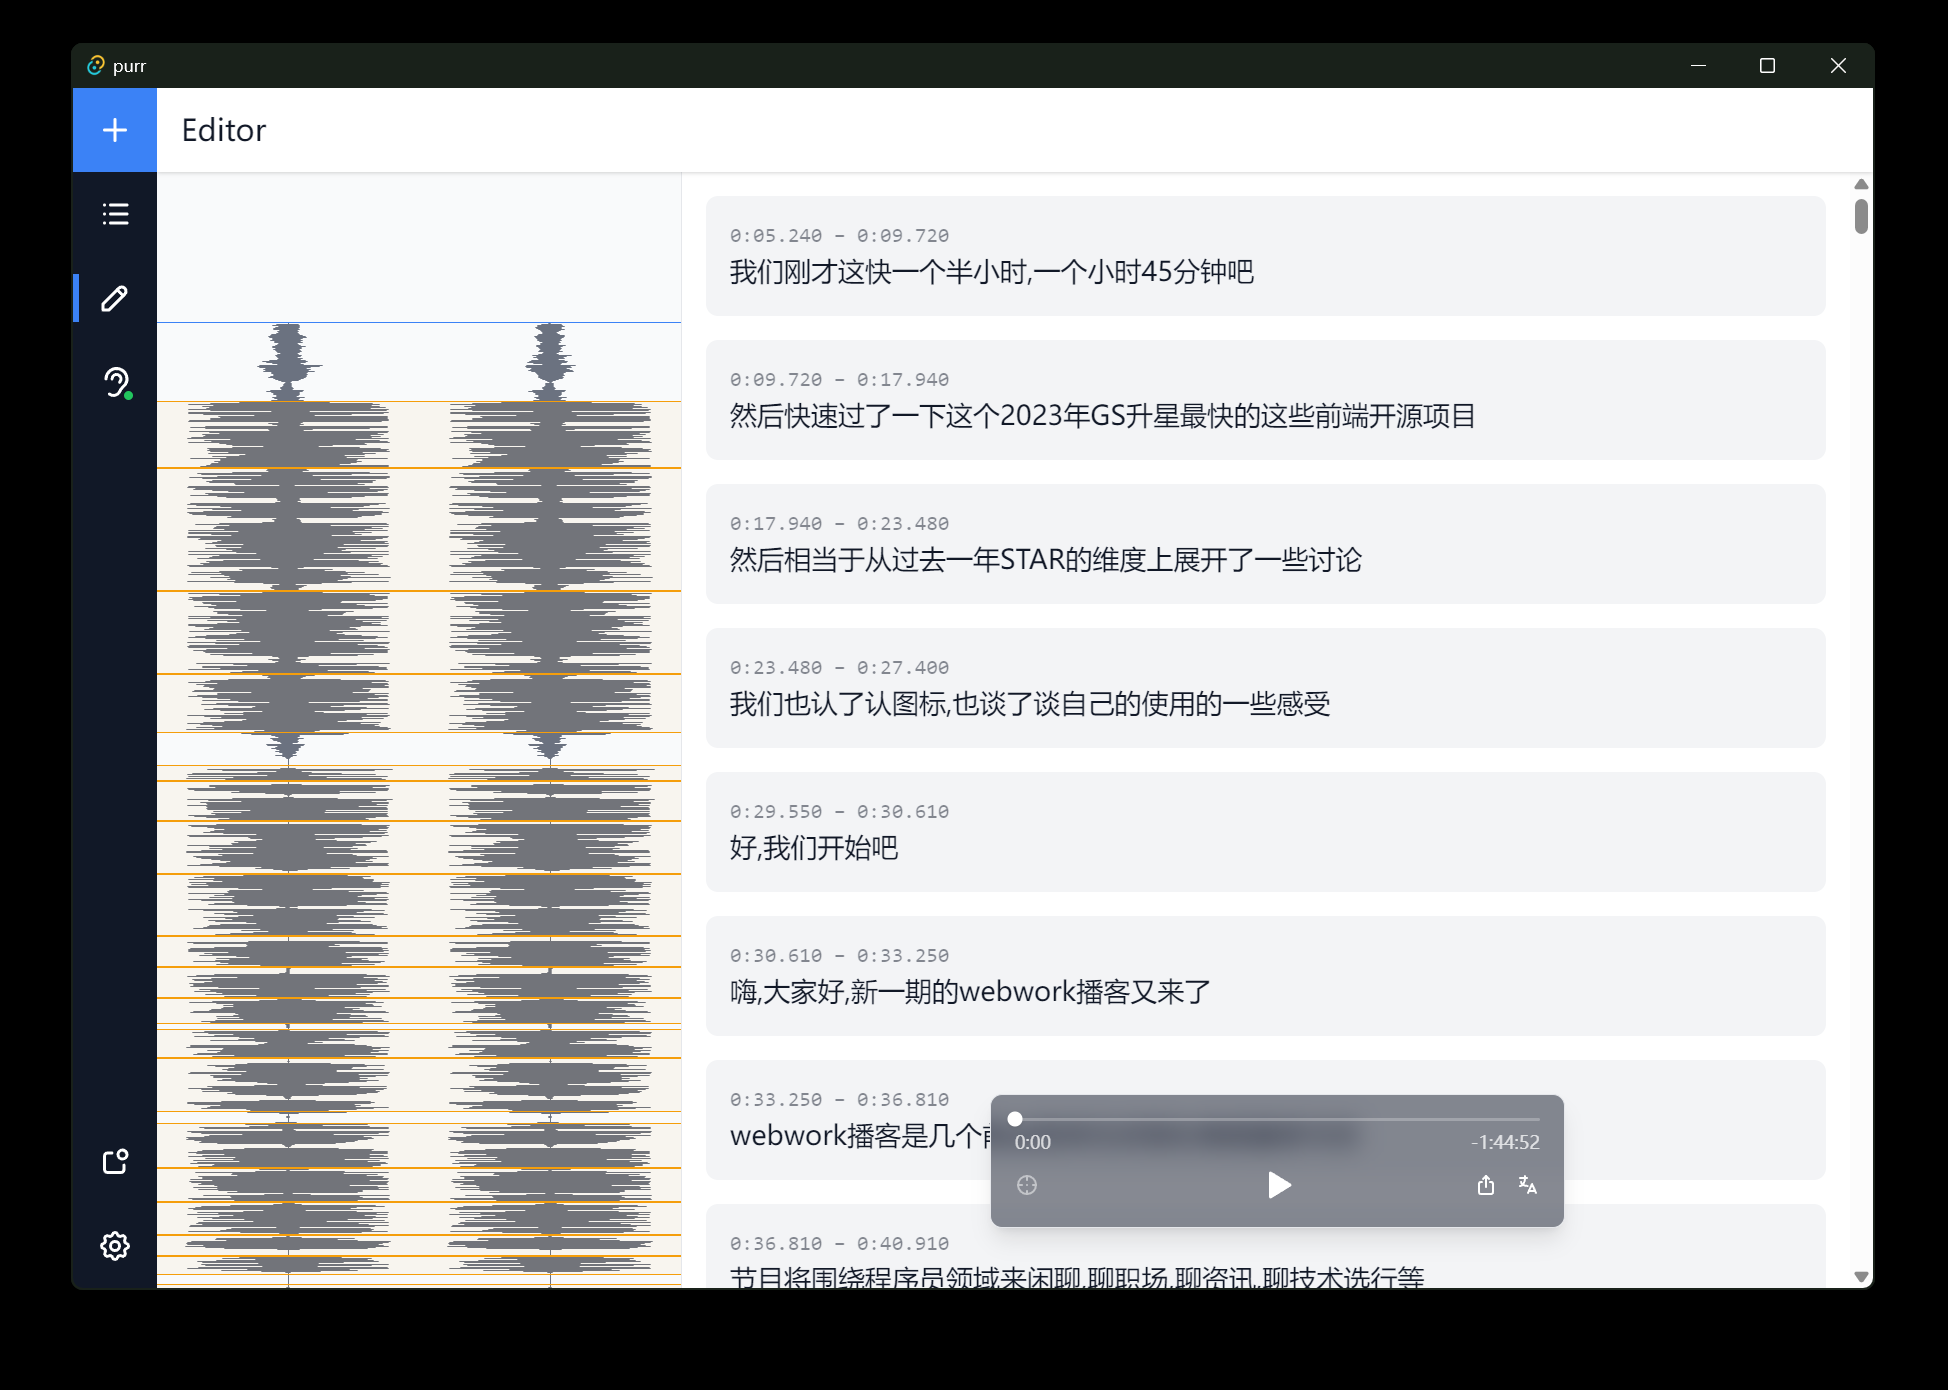 purr
Editor
0:05.240 – 0:09.720
我们刚才这快一个半小时,一个小时45分钟吧
0:09.720 – 0:17.940
然后快速过了一下这个2023年GS升星最快的这些前端开源项目
0:17.940 – 0:23.480
然后相当于从过去一年STAR的维度上展开了一些讨论
0:23.480 – 0:27.400
我们也认了认图标,也谈了谈自己的使用的一些感受
0:29.550 – 0:30.610
好,我们开始吧
0:30.610 – 0:33.250
嗨,大家好,新一期的webwork播客又来了
0:33.250 – 0:36.810
webwork播客是几个
0:00
-1:44:52
0:36.810 – 0:40.910
节目将围绕程序员领域来闲聊,聊职场,聊资讯,聊技术选行等